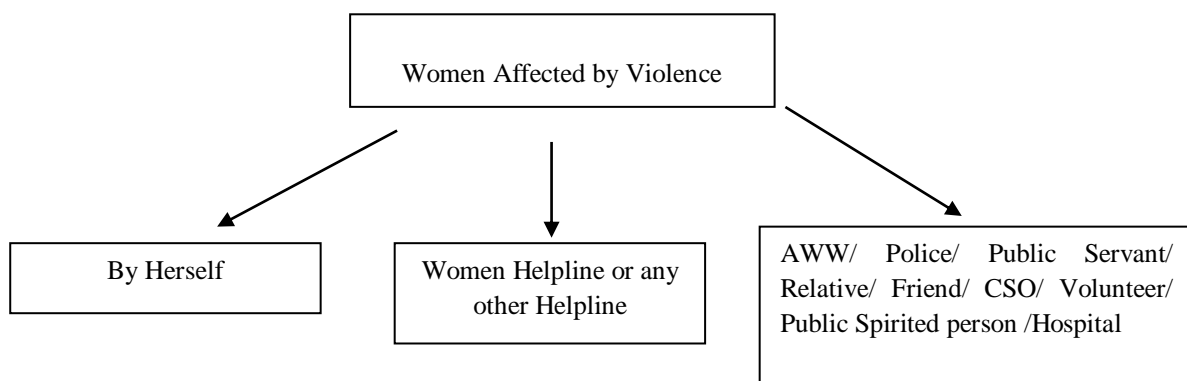 Women Affected by Violence
By Herself
Women Helpline or any
other Helpline
AWW/ Police/ Public Servant/
Relative/ Friend/ CSO/ Volunteer/
Public Spirited person /Hospital